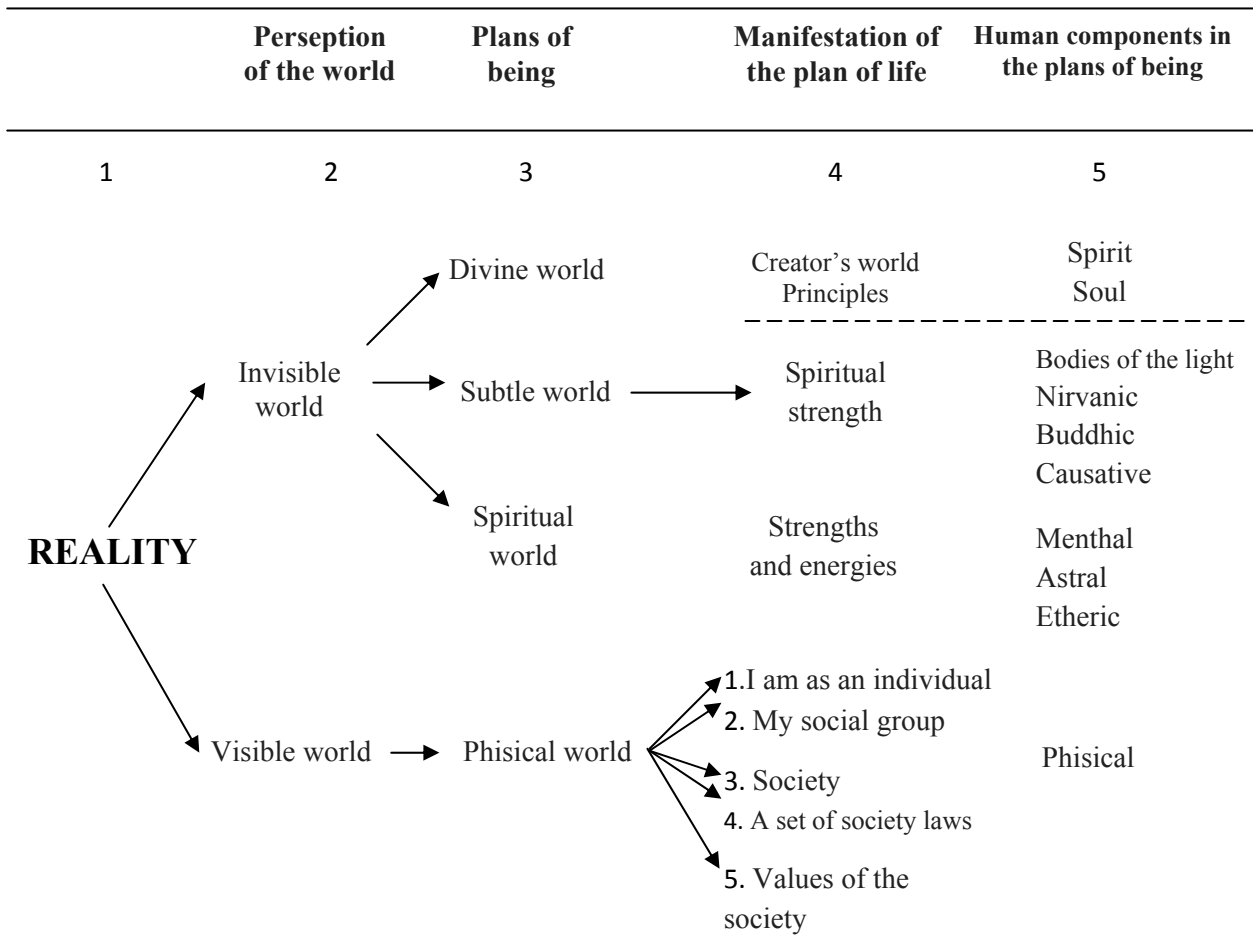 Perseption
of the world
Plans of
being
Manifestation of
the plan of life
Human components in
the plans of being
1
2
3
4
5
Divine world
Creator’s world
Principles
Spirit
Soul
Invisible
world
Subtle world
Spiritual
strength
Bodies of the light
Nirvanic
Buddhic
Causative
REALITY
Spiritual
world
Strengths
and energies
Menthal
Astral
Etheric
Visible world
Phisical world
1.I am as an individual
2. My social group
3. Society
4. A set of society laws
5. Values of the
society
Phisical